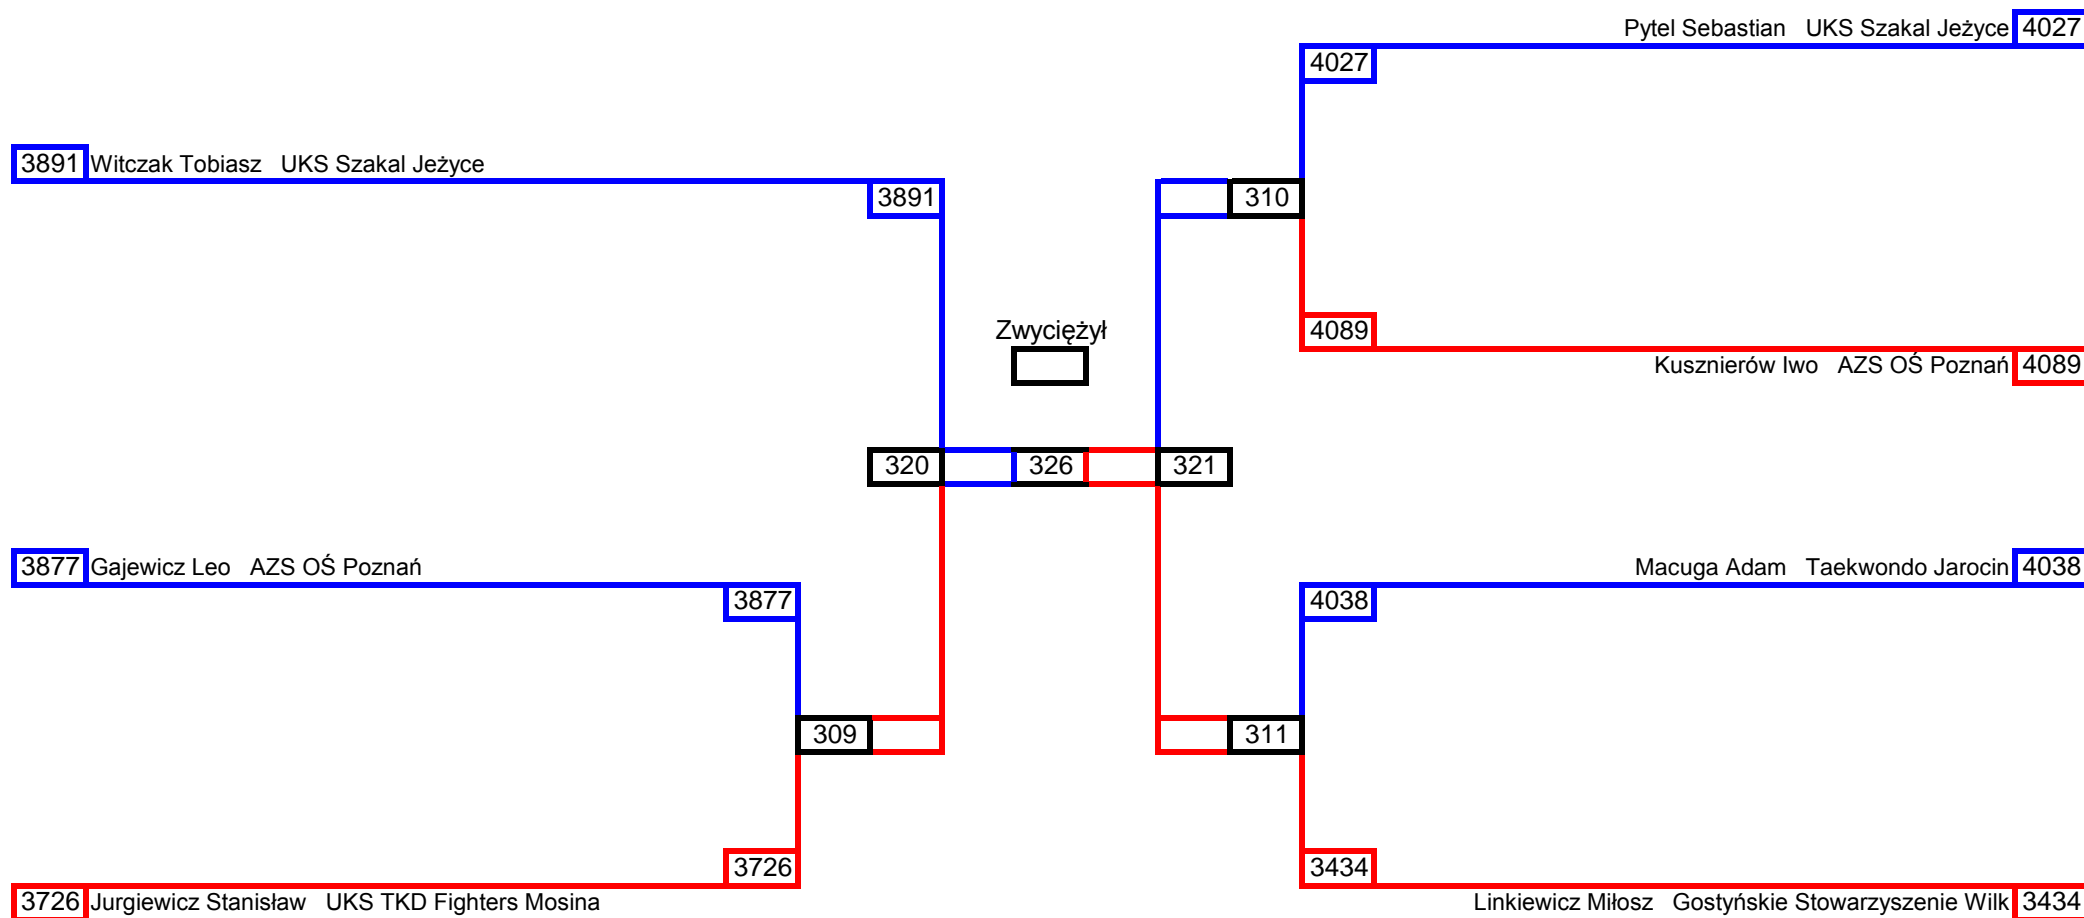 Pytel Sebastian UKS Szakal Jeżyce 4027
4027
3891 Witczak Tobiasz UKS Szakal Jeżyce
3891
310
Zwyciężył
4089
Kusznierów Iwo AZS OŚ Poznań 4089
320 326 321
3877 Gajewicz Leo AZS OŚ Poznań
Macuga Adam Taekwondo Jarocin 4038
3877
4038
309
311
3726
3434
3726 Jurgiewicz Stanisław UKS TKD Fighters Mosina
Linkiewicz Miłosz Gostyńskie Stowarzyszenie Wilk 3434